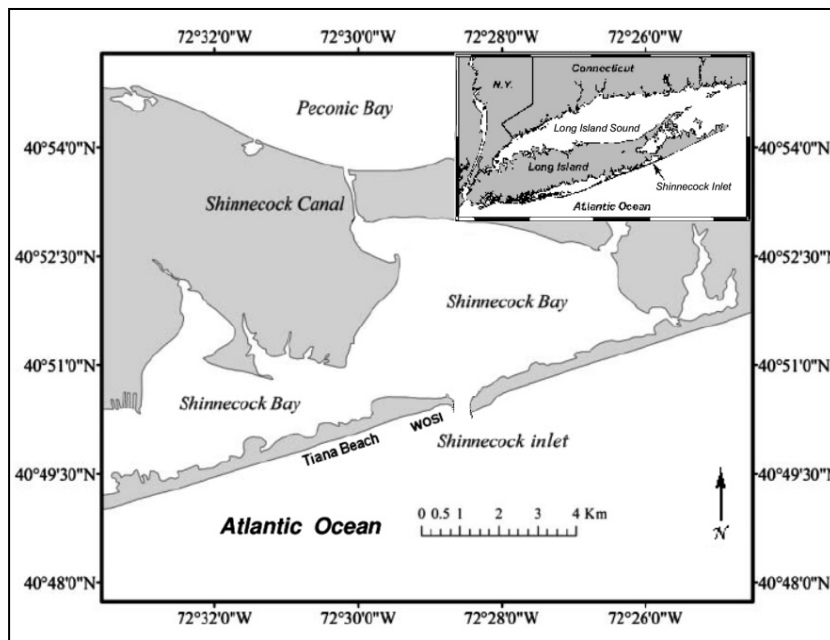 72°32'0"W 72°30'0"W 72°28'0"W 72°26'0"W
N.Y.
Connecticut
Long Island Sound
Long Island
Shinnecock Inlet
Atlantic Ocean
Peconic Bay
40°54'0"N 40°54'0"N
Shinnecock Canal
40°52'30"N 40°52'30"N
Shinnecock Bay
40°51'0"N 40°51'0"N
Shinnecock Bay
WOSI
Tiana Beach
Shinnecock inlet
40°49'30"N 40°49'30"N
0 0.5 1 2 3 4 Km
Atlantic Ocean
N
40°48'0"N 40°48'0"N
72°32'0"W 72°30'0"W 72°28'0"W 72°26'0"W